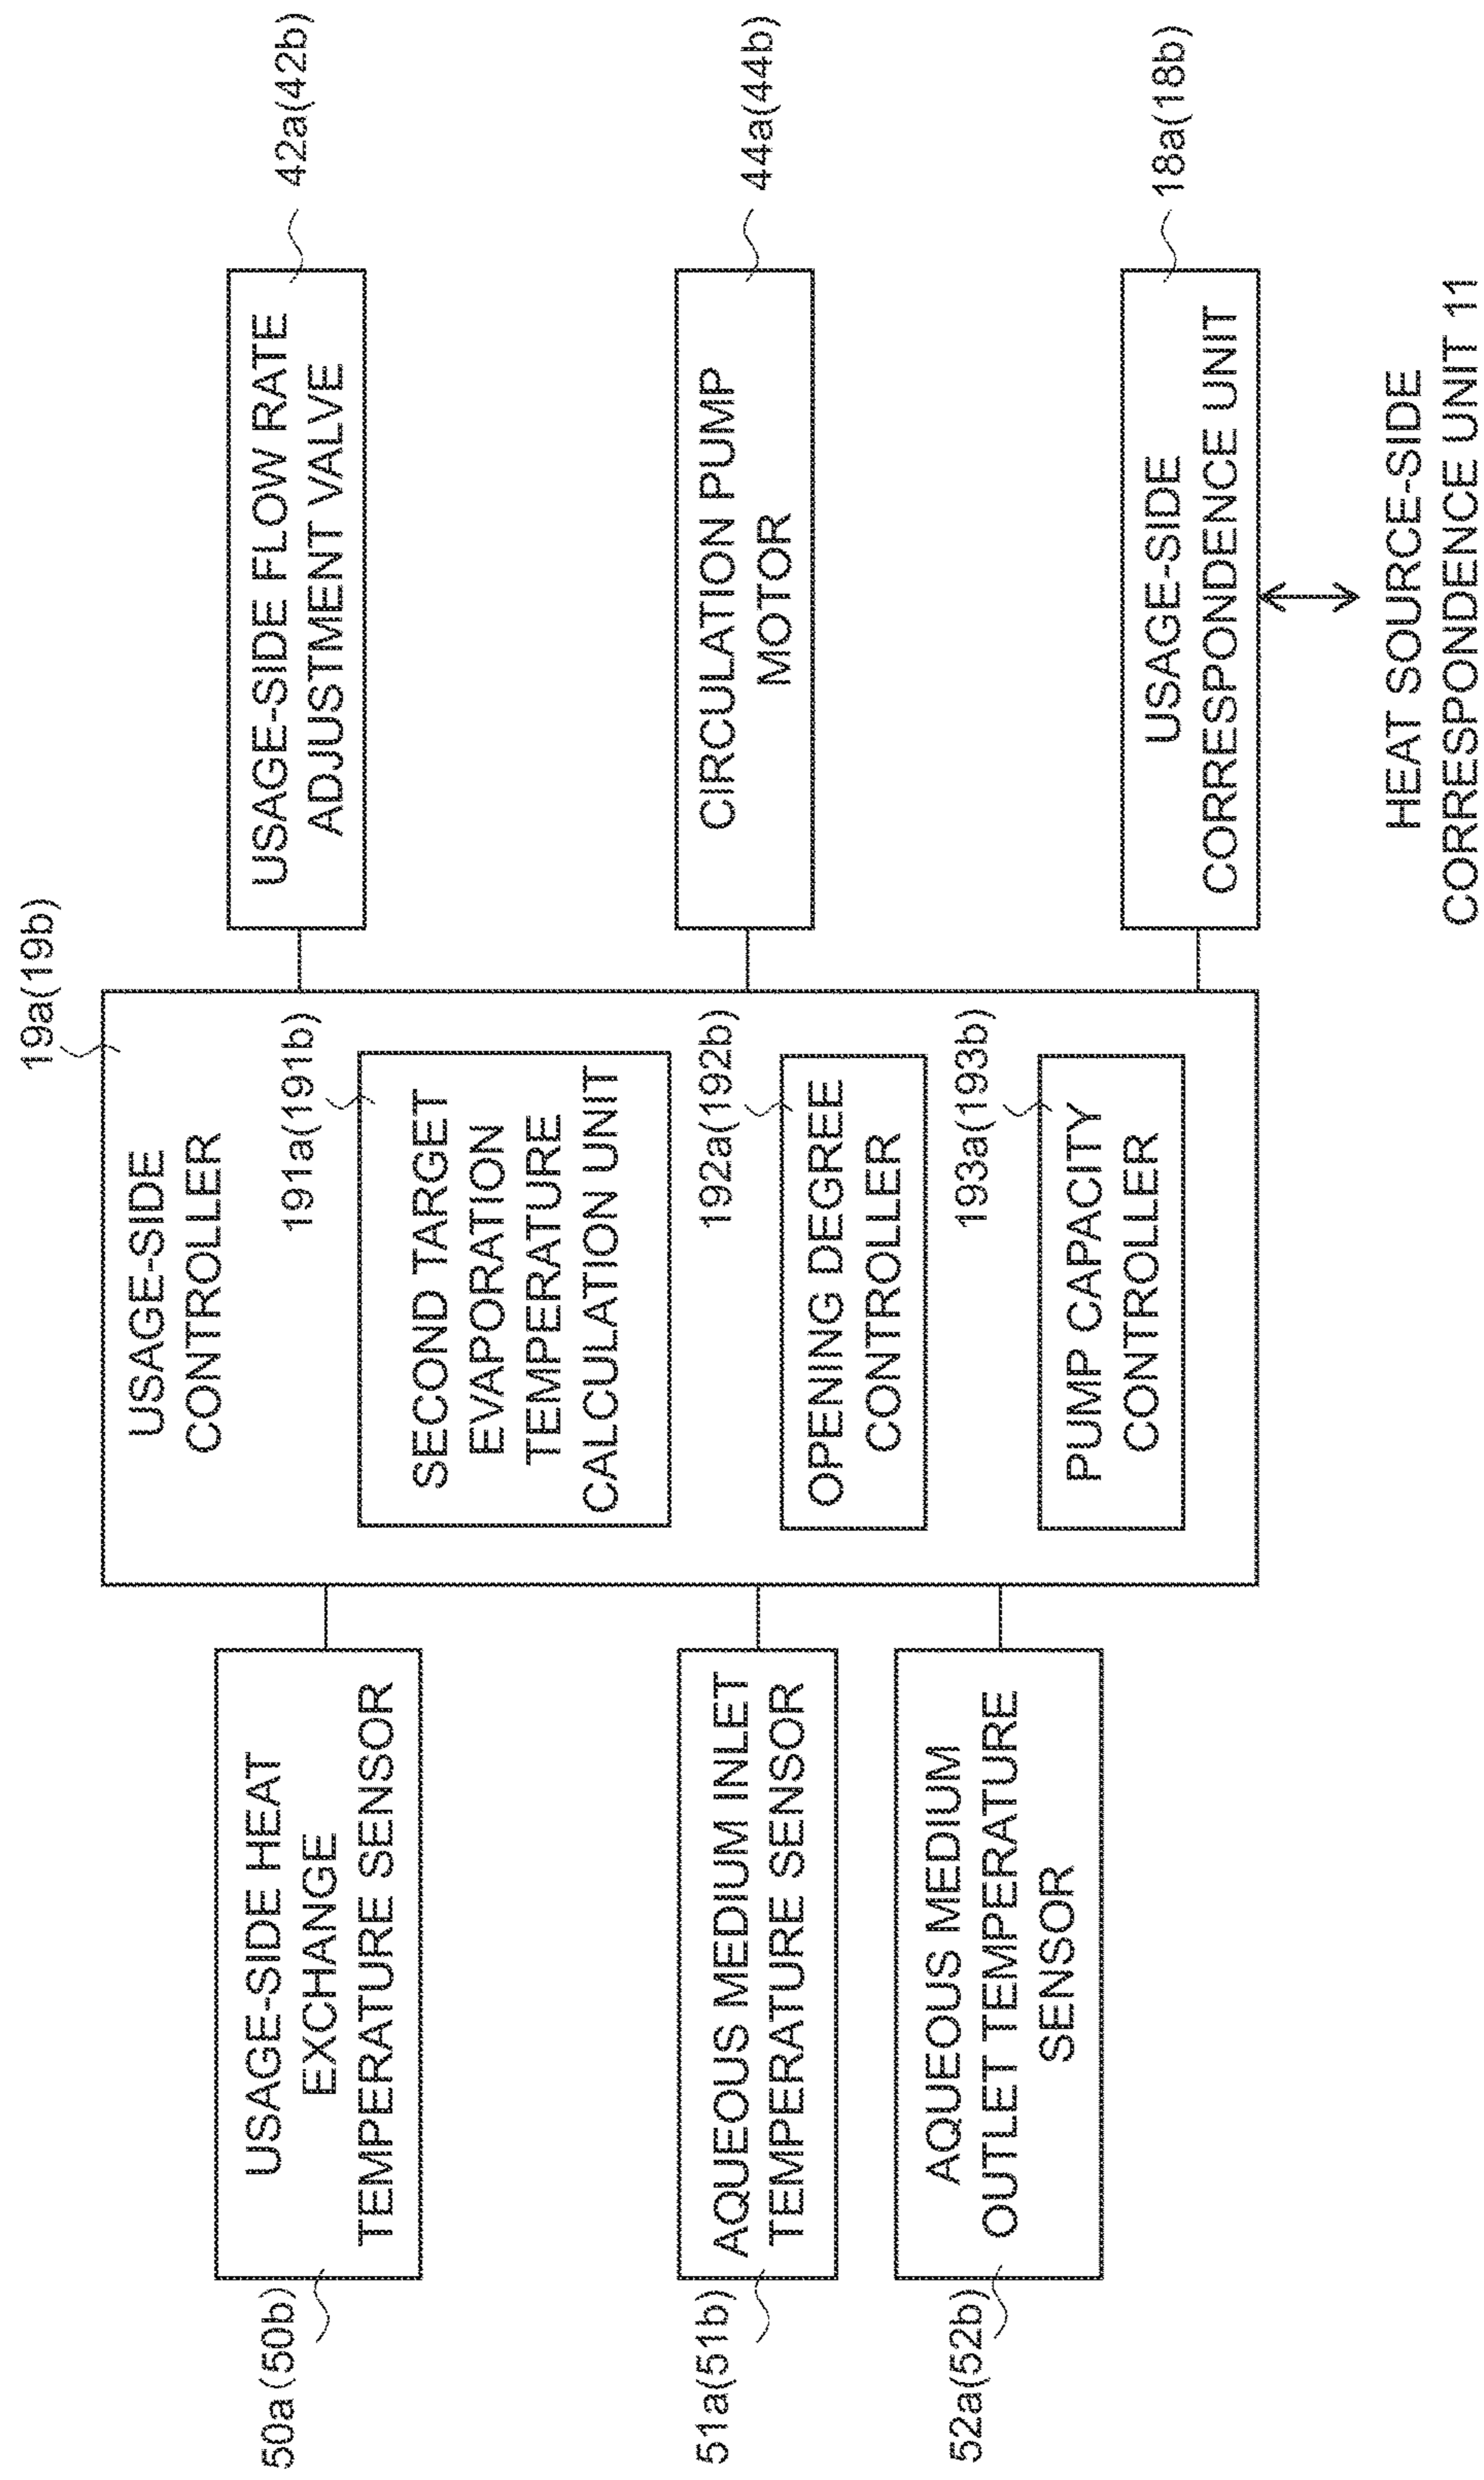 19a(19b)
USAGE-SIDE
CONTROLLER
50a(50b)
USAGE-SIDE HEAT
EXCHANGE
TEMPERATURE SENSOR
51a(51b)
AQUEOUS MEDIUM INLET
TEMPERATURE SENSOR
52a(52b)
AQUEOUS MEDIUM
OUTLET TEMPERATURE
SENSOR
191a(191b)
SECOND TARGET
EVAPORATION
TEMPERATURE
CALCULATION UNIT
192a(192b)
OPENING DEGREE
CONTROLLER
193a(193b)
PUMP CAPACITY
CONTROLLER
42a(42b)
USAGE-SIDE FLOW RATE
ADJUSTMENT VALVE
44a(44b)
CIRCULATION PUMP
MOTOR
18a(18b)
USAGE-SIDE
CORRESPONDENCE UNIT
HEAT SOURCE-SIDE
CORRESPONDENCE UNIT 11